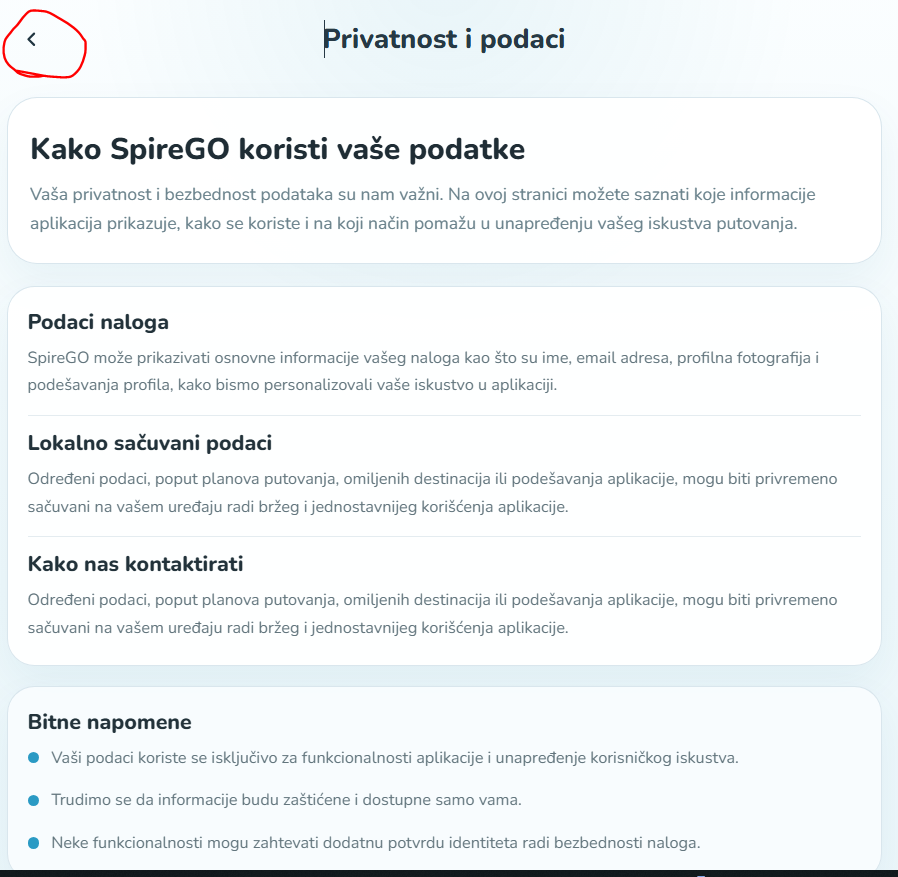 Privatnost i podaci
Kako SpireGO koristi vaše podatke
Vaša privatnost i bezbednost podataka su nam važni. Na ovoj stranici možete saznati koje informacije
aplikacija prikazuje, kako se koriste i na koji način pomažu u unapređenju vašeg iskustva putovanja.
Podaci naloga
SpireGO može prikazivati osnovne informacije vašeg naloga kao što su ime, email adresa, profilna fotografija i
podešavanja profila, kako bismo personalizovali vaše iskustvo u aplikaciji.
Lokalno sačuvani podaci
Određeni podaci, poput planova putovanja, omiljenih destinacija ili podešavanja aplikacije, mogu biti privremeno
sačuvani na vašem uređaju radi bržeg i jednostavnijeg korišćenja aplikacije.
Kako nas kontaktirati
Određeni podaci, poput planova putovanja, omiljenih destinacija ili podešavanja aplikacije, mogu biti privremeno
sačuvani na vašem uređaju radi bržeg i jednostavnijeg korišćenja aplikacije.
Bitne napomene
Vaši podaci koriste se isključivo za funkcionalnosti aplikacije i unapređenje korisničkog iskustva.
Trudimo se da informacije budu zaštićene i dostupne samo vama.
Neke funkcionalnosti mogu zahtevati dodatnu potvrdu identiteta radi bezbednosti naloga.